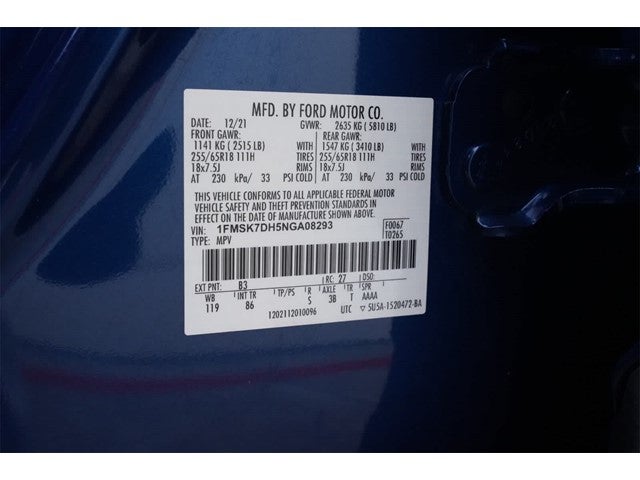 MFD. BY FORD MOTOR CO.
DATE: 12/21 GVWR: 2635 KG ( 5810 LB)
FRONT GAWR: REAR GAWR:
1141 KG ( 2515 LB) WITH 1547 KG ( 3410 LB) WITH
255/65R18 111H TIRES 255/65R18 111H TIRES
18x7.5J RIMS 18x7.5J RIMS
AT 230 kPa/ 33 PSI COLD AT 230 kPa/ 33 PSI COLD
THIS VEHICLE CONFORMS TO ALL APPLICABLE FEDERAL MOTOR
VEHICLE SAFETY AND THEFT PREVENTION STANDARDS IN
EFFECT ON THE DATE OF MANUFACTURE SHOWN ABOVE.
VIN: 1FMSK7DH5NGA08293 F0067
TYPE: MPV T0265
EXT PNT: B3 RC: 27 DSO:
WB INT TR TP/PS R AXLE TR SPR
119 86 S 3B T AAAA
1202112010096 UTC ▽ 5U5A-1520472-BA